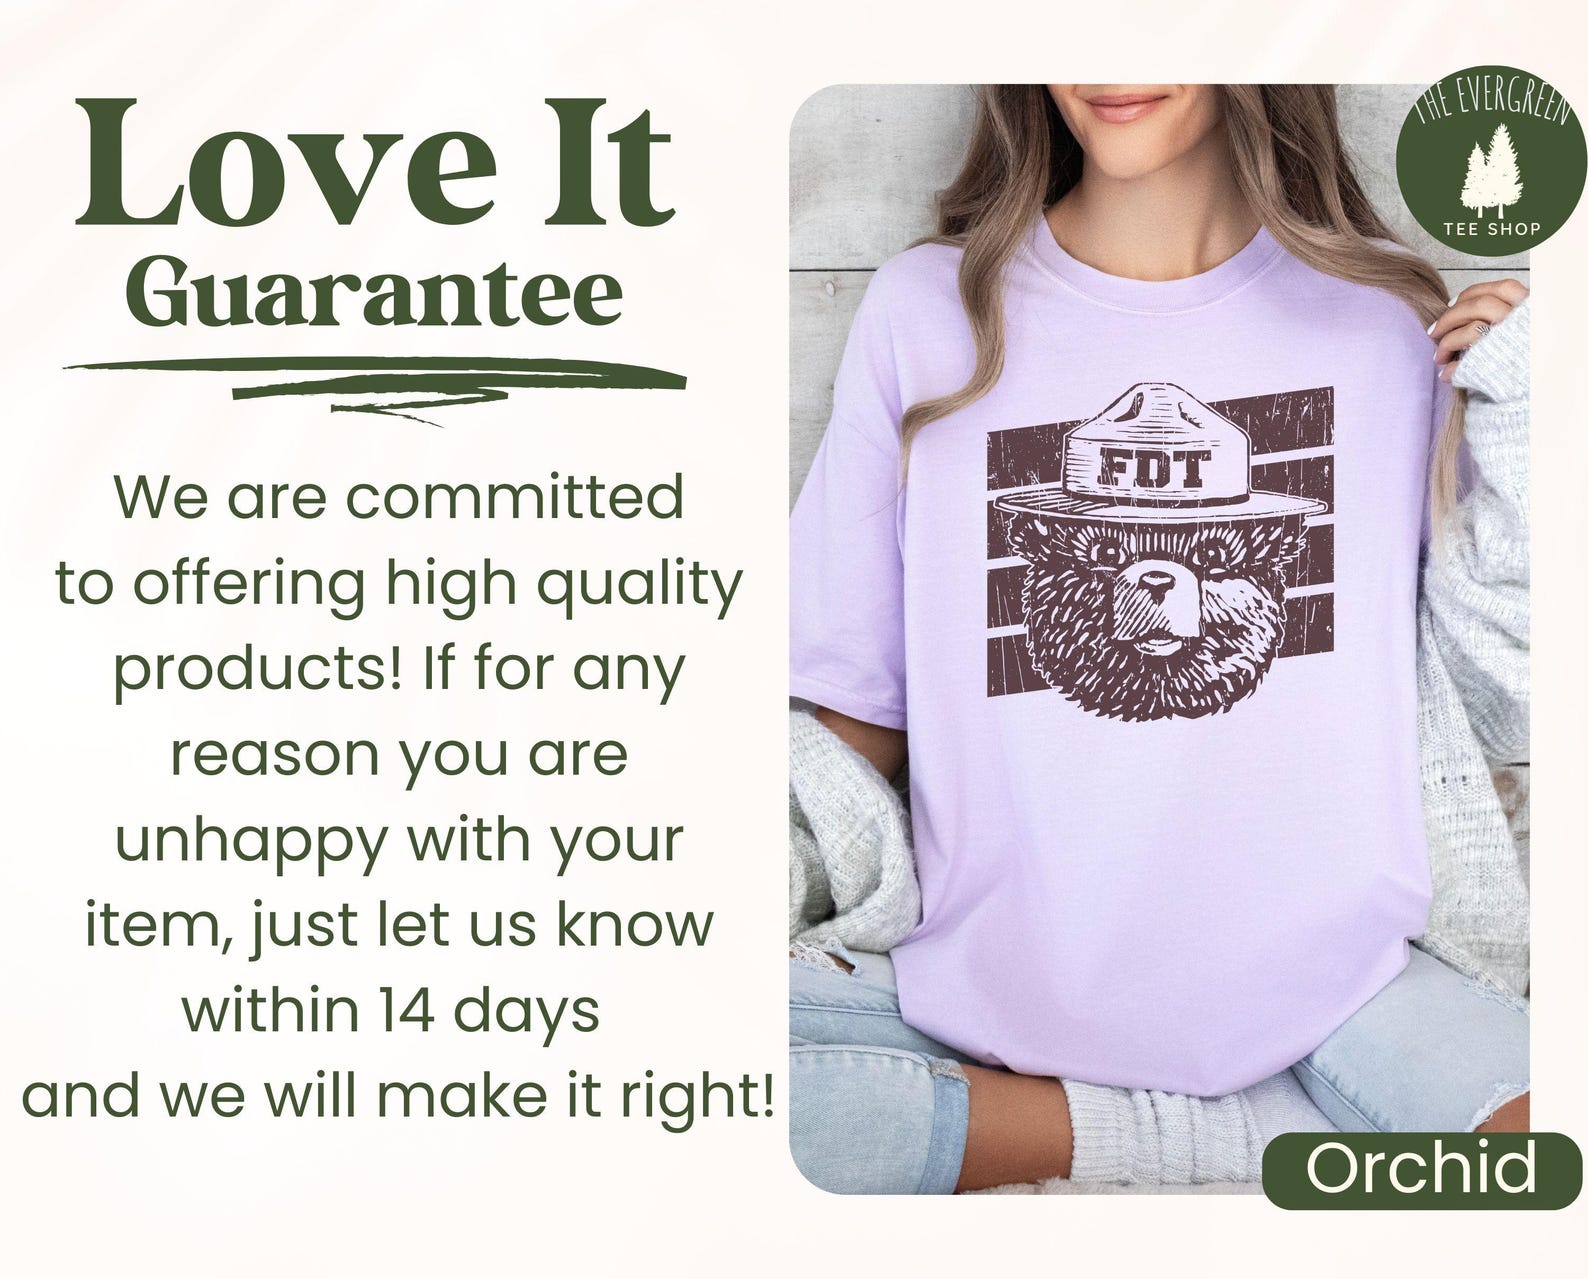 Love It
Guarantee
We are committed
to offering high quality
products! If for any
reason you are
unhappy with your
item, just let us know
within 14 days
and we will make it right!
THE EVERGREEN
TEE SHOP
FDT
Orchid